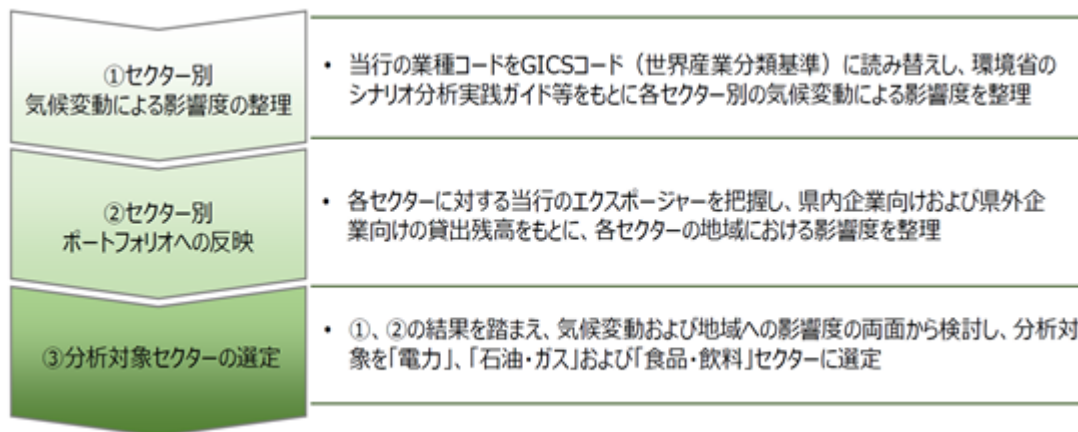 ①セクター別
気候変動による影響度の整理
• 当行の業種コードをGICSコード（世界産業分類基準）に読み替えし、環境省の
シナリオ分析実践ガイド等をもとに各セクター別の気候変動による影響度を整理
②セクター別
ポートフォリオへの反映
• 各セクターに対する当行のエクスポージャーを把握し、県内企業向けおよび県外企
業向けの貸出残高をもとに、各セクターの地域における影響度を整理
③分析対象セクターの選定
• ①、②の結果を踏まえ、気候変動および地域への影響度の両面から検討し、分析対
象を「電力」、「石油・ガス」および「食品・飲料」セクターに選定